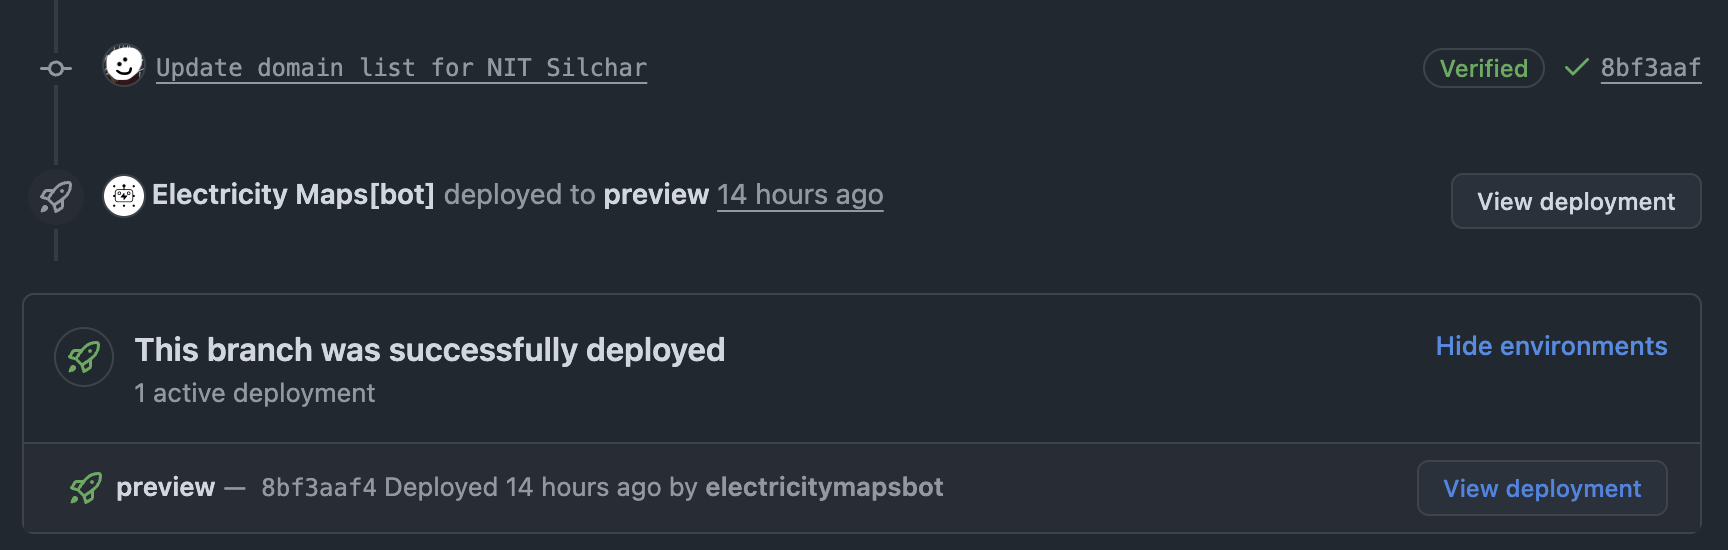 Update domain list for NIT Silchar
Verified 8bf3aaf
Electricity Maps[bot] deployed to preview 14 hours ago
View deployment
This branch was successfully deployed
Hide environments
1 active deployment
preview — 8bf3aaf4 Deployed 14 hours ago by electricitymapsbot
View deployment